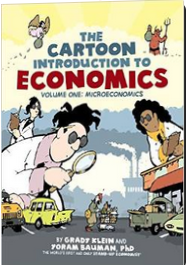 THE
CARTOON
INTRODUCTION TO
ECONOMICS
VOLUME ONE: MICROECONOMICS
BY GRADY KLEIN AND
YORAM BAUMAN, PhD
THE WORLD'S FIRST AND ONLY STAND-UP ECONOMIST